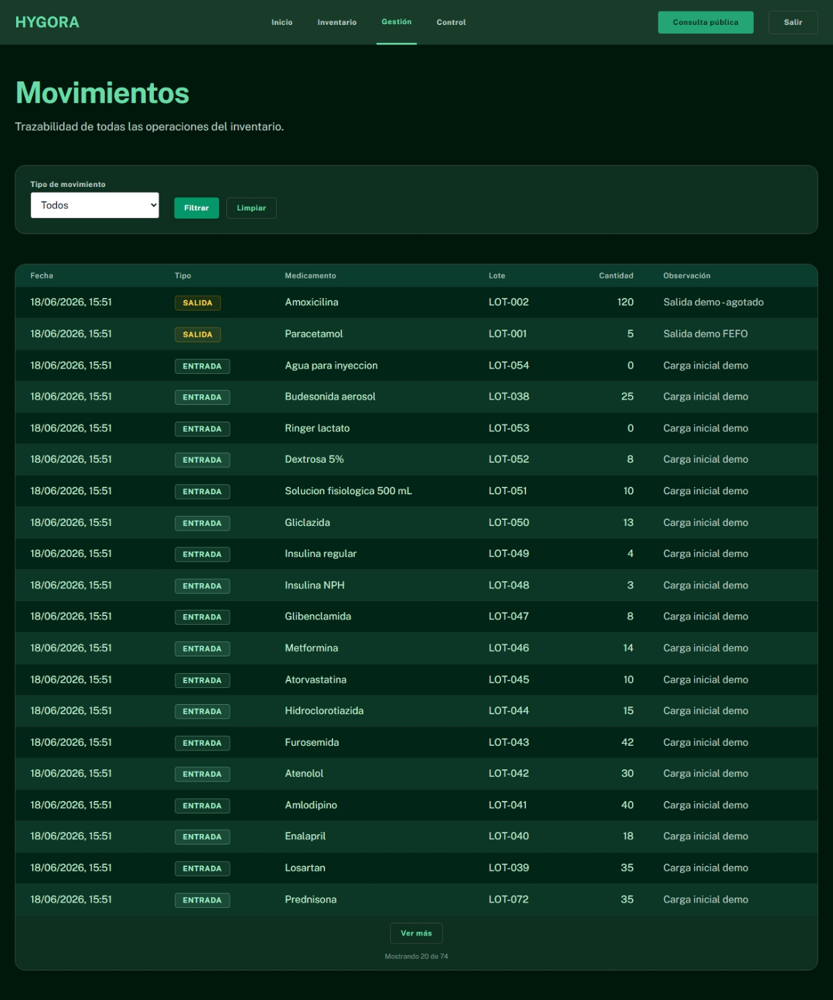 HYGORA Inicio Inventario Gestión Control Consulta pública Salir
Movimientos
Trazabilidad de todas las operaciones del inventario.
Tipo de movimiento
Todos Filtrar Limpiar
Fecha Tipo Medicamento Lote Cantidad Observación
18/06/2026, 15:51 SALIDA Amoxicilina LOT-002 120 Salida demo - agotado
18/06/2026, 15:51 SALIDA Paracetamol LOT-001 5 Salida demo FEFO
18/06/2026, 15:51 ENTRADA Agua para inyeccion LOT-054 0 Carga inicial demo
18/06/2026, 15:51 ENTRADA Budesonida aerosol LOT-038 25 Carga inicial demo
18/06/2026, 15:51 ENTRADA Ringer lactato LOT-053 0 Carga inicial demo
18/06/2026, 15:51 ENTRADA Dextrosa 5% LOT-052 8 Carga inicial demo
18/06/2026, 15:51 ENTRADA Solucion fisiologica 500 mL LOT-051 10 Carga inicial demo
18/06/2026, 15:51 ENTRADA Gliclazida LOT-050 13 Carga inicial demo
18/06/2026, 15:51 ENTRADA Insulina regular LOT-049 4 Carga inicial demo
18/06/2026, 15:51 ENTRADA Insulina NPH LOT-048 3 Carga inicial demo
18/06/2026, 15:51 ENTRADA Glibenclamida LOT-047 8 Carga inicial demo
18/06/2026, 15:51 ENTRADA Metformina LOT-046 14 Carga inicial demo
18/06/2026, 15:51 ENTRADA Atorvastatina LOT-045 10 Carga inicial demo
18/06/2026, 15:51 ENTRADA Hidroclorotiazida LOT-044 15 Carga inicial demo
18/06/2026, 15:51 ENTRADA Furosemida LOT-043 42 Carga inicial demo
18/06/2026, 15:51 ENTRADA Atenolol LOT-042 30 Carga inicial demo
18/06/2026, 15:51 ENTRADA Amlodipino LOT-041 40 Carga inicial demo
18/06/2026, 15:51 ENTRADA Enalapril LOT-040 18 Carga inicial demo
18/06/2026, 15:51 ENTRADA Losartan LOT-039 35 Carga inicial demo
18/06/2026, 15:51 ENTRADA Prednisona LOT-072 35 Carga inicial demo
Ver más
Mostrando 20 de 74